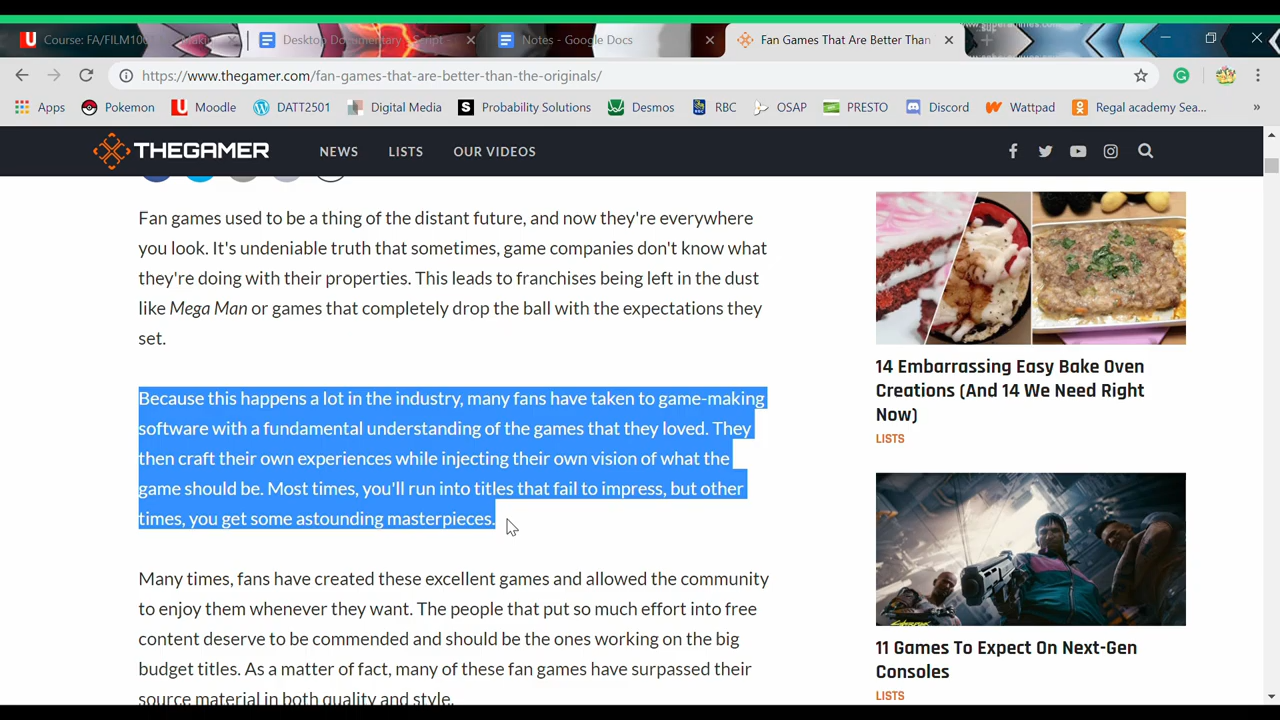 Course: FA/FILM10
Desktop Documentary - Script
Notes - Google Docs
Fan Games That Are Better Than
https://www.thegamer.com/fan-games-that-are-better-than-the-originals/
Apps
Pokemon
Moodle
DATT2501
Digital Media
Probability Solutions
Desmos
RBC
OSAP
PRESTO
Discord
Wattpad
Regal academy Sea...
THEGAMER
NEWS
LISTS
OUR VIDEOS
Fan games used to be a thing of the distant future, and now they're everywhere
you look. It's undeniable truth that sometimes, game companies don't know what
they're doing with their properties. This leads to franchises being left in the dust
like Mega Man or games that completely drop the ball with the expectations they
set.
Because this happens a lot in the industry, many fans have taken to game-making
software with a fundamental understanding of the games that they loved. They
then craft their own experiences while injecting their own vision of what the
game should be. Most times, you'll run into titles that fail to impress, but other
times, you get some astounding masterpieces.
Many times, fans have created these excellent games and allowed the community
to enjoy them whenever they want. The people that put so much effort into free
content deserve to be commended and should be the ones working on the big
budget titles. As a matter of fact, many of these fan games have surpassed their
source material in both quality and style.
14 Embarrassing Easy Bake Oven
Creations (And 14 We Need Right
Now)
LISTS
11 Games To Expect On Next-Gen
Consoles
LISTS